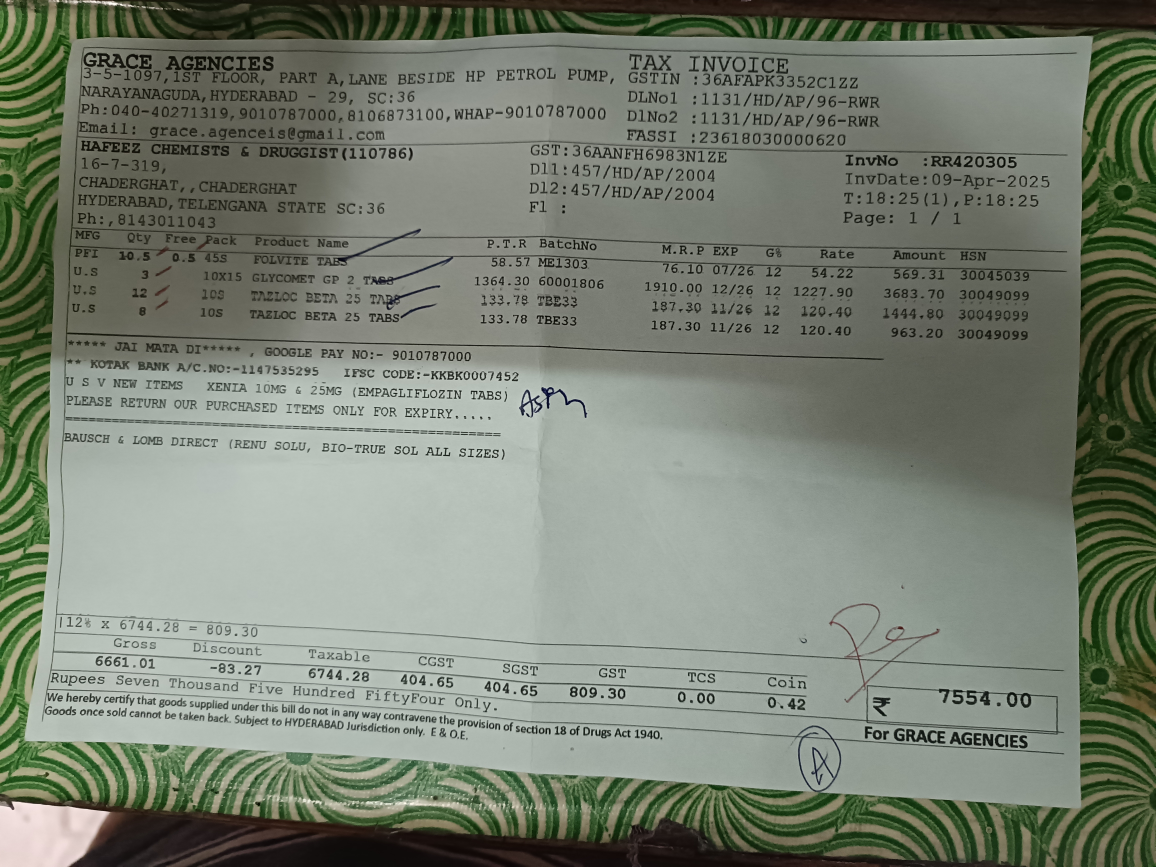 GRACE AGENCIES
3-5-1097,1ST FLOOR, PART A,LANE BESIDE HP PETROL PUMP,
NARAYANAGUDA,HYDERABAD - 29, SC:36
Ph:040-40271319,9010787000,8106873100,WHAP-9010787000
Email: grace.agenceis@gmail.com
TAX INVOICE
GSTIN :36AFAPK3352C1ZZ
DLNo1 :1131/HD/AP/96-RWR
DlNo2 :1131/HD/AP/96-RWR
FASSI :23618030000620
HAFEEZ CHEMISTS & DRUGGIST(110786)
16-7-319,
CHADERGHAT,,CHADERGHAT
HYDERABAD,TELENGANA STATE SC:36
Ph:,8143011043
GST:36AANFH6983N1ZE
Dl1:457/HD/AP/2004
Dl2:457/HD/AP/2004
Fl :
InvNo :RR420305
InvDate:09-Apr-2025
T:18:25(1),P:18:25
Page: 1 / 1
MFG Qty Free Pack Product Name P.T.R BatchNo M.R.P EXP G% Rate Amount HSN
PFI 10.5 0.5 45S FOLVITE TABS 58.57 ME1303 76.10 07/26 12 54.22 569.31 30045039
U.S 3 10X15 GLYCOMET GP 2 TABS 1364.30 60001806 1910.00 12/26 12 1227.90 3683.70 30049099
U.S 12 10S TAZLOC BETA 25 TABS 133.78 TBE33 187.30 11/26 12 120.40 1444.80 30049099
U.S 8 10S TAZLOC BETA 25 TABS 133.78 TBE33 187.30 11/26 12 120.40 963.20 30049099
***** JAI MATA DI***** , GOOGLE PAY NO:- 9010787000
** KOTAK BANK A/C.NO:-1147535295 IFSC CODE:-KKBK0007452
U S V NEW ITEMS XENIA 10MG & 25MG (EMPAGLIFLOZIN TABS)
PLEASE RETURN OUR PURCHASED ITEMS ONLY FOR EXPIRY.....
==================================================
BAUSCH & LOMB DIRECT (RENU SOLU, BIO-TRUE SOL ALL SIZES)
|12% x 6744.28 = 809.30
Gross Discount Taxable CGST SGST GST TCS Coin
6661.01 -83.27 6744.28 404.65 404.65 809.30 0.00 0.42
Rupees Seven Thousand Five Hundred FiftyFour Only.
₹ 7554.00
We hereby certify that goods supplied under this bill do not in any way contravene the provision of section 18 of Drugs Act 1940.
Goods once sold cannot be taken back. Subject to HYDERABAD Jurisdiction only. E & O.E.
For GRACE AGENCIES
A